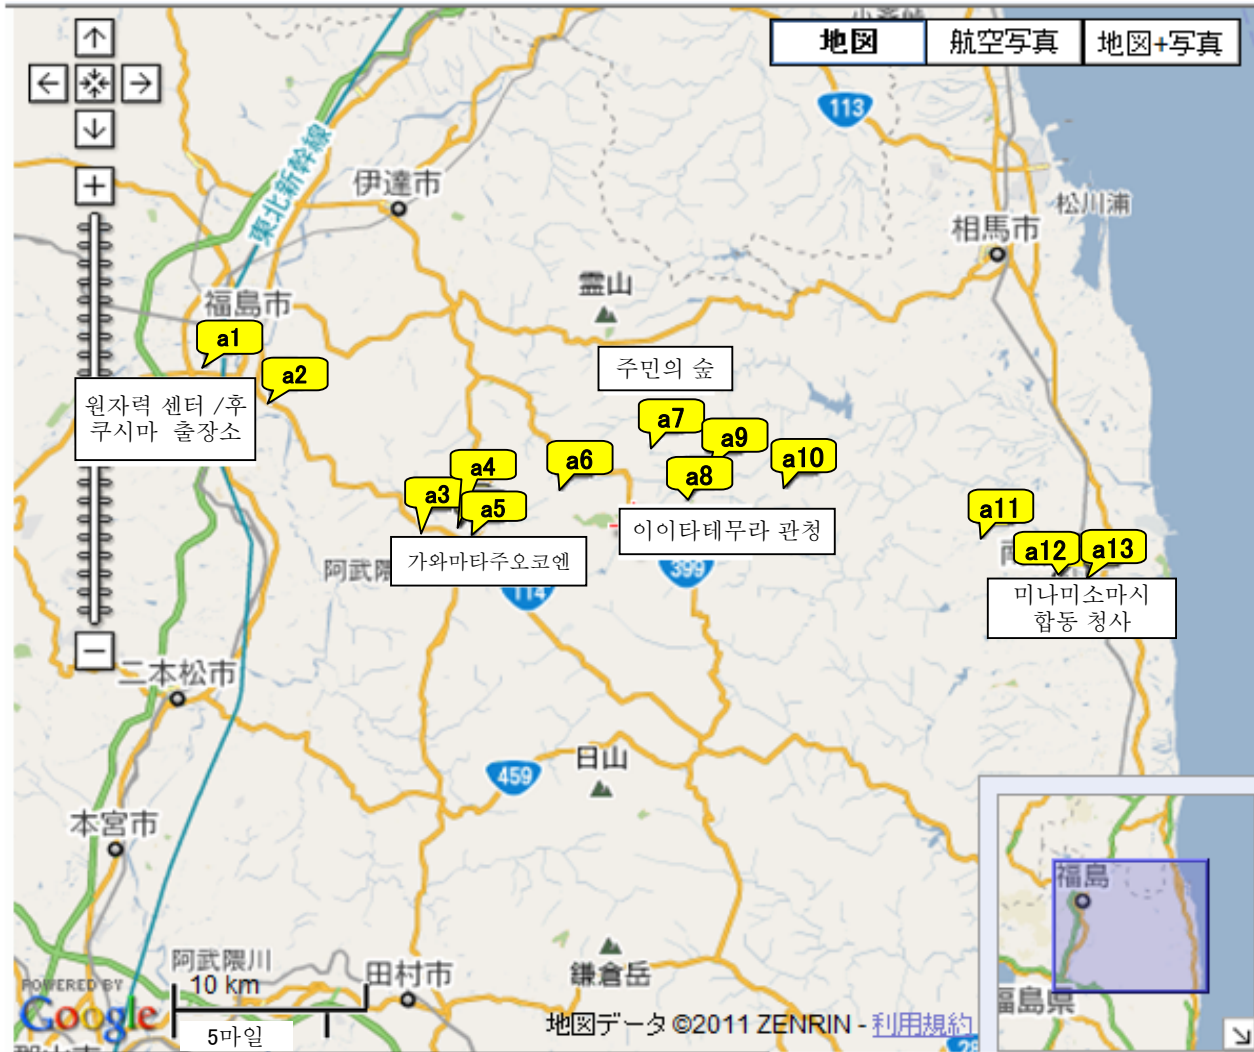 地図
航空写真
地図+写真
113
東北新幹線
伊達市
松川浦
相馬市
霊山
福島市
a1
a2
원자력 센터 /후
쿠시마 출장소
주민의 숲
a7
a9
a4
a6
a8
a10
a3
a5
a11
이이타테무라 관청
a12
a13
가와마타주오코엔
399
114
미나미소마시
합동 청사
二本松市
日山
459
本宮市
福島
阿武隈川
10 km
田村市
鎌倉岳
福島県
POWERED BY
Google
5마일
地図データ ©2011 ZENRIN - 利用規約